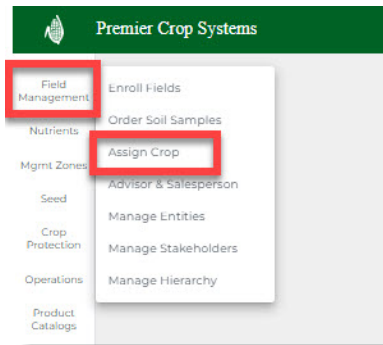 Premier Crop Systems
Field
Management
Nutrients
Mgmt Zones
Seed
Crop
Protection
Operations
Product
Catalogs
Enroll Fields
Order Soil Samples
Assign Crop
Advisor & Salesperson
Manage Entities
Manage Stakeholders
Manage Hierarchy